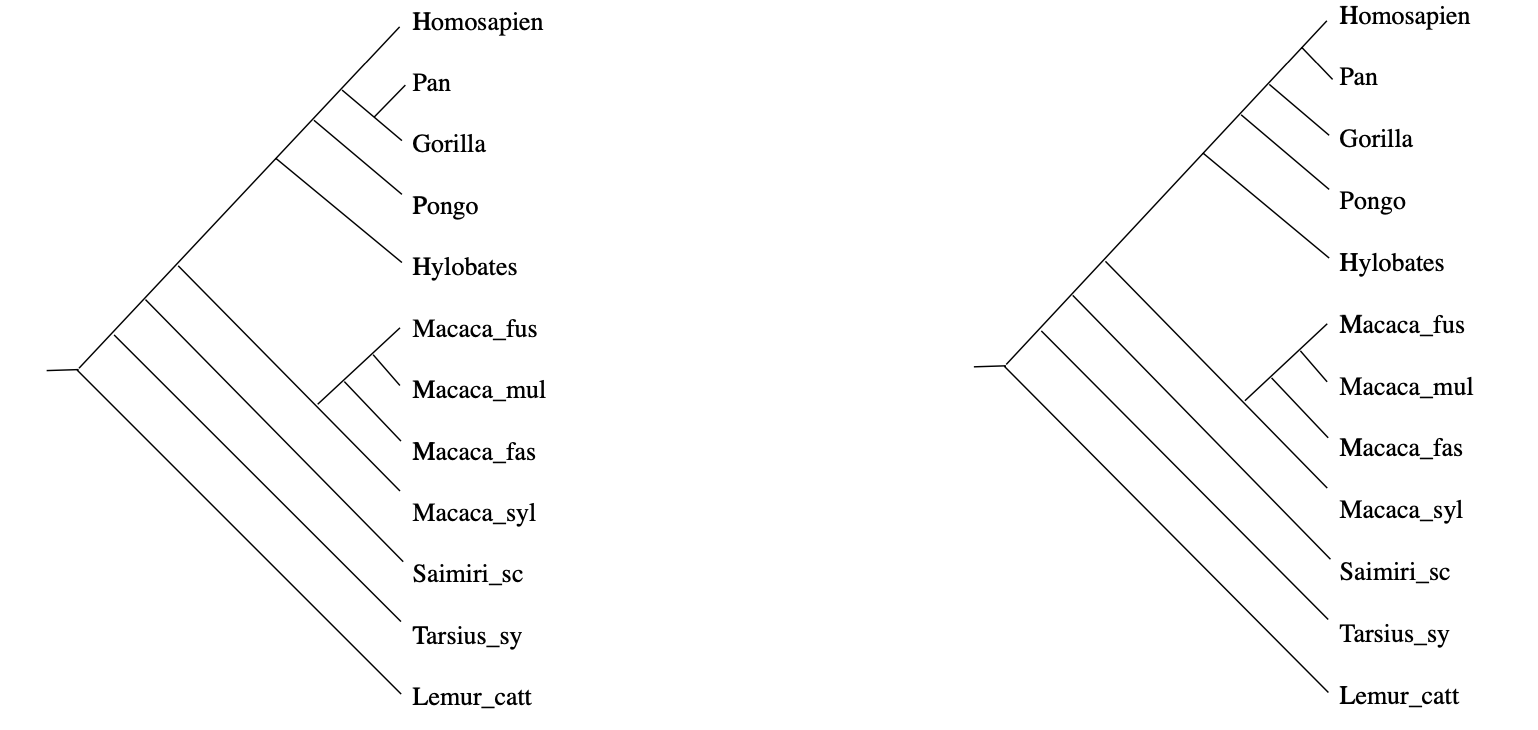 Homosapien
Pan
Gorilla
Pongo
Hylobates
Macaca_fus
Macaca_mul
Macaca_fas
Macaca_syl
Saimiri_sc
Tarsius_sy
Lemur_catt
Homosapien
Pan
Gorilla
Pongo
Hylobates
Macaca_fus
Macaca_mul
Macaca_fas
Macaca_syl
Saimiri_sc
Tarsius_sy
Lemur_catt